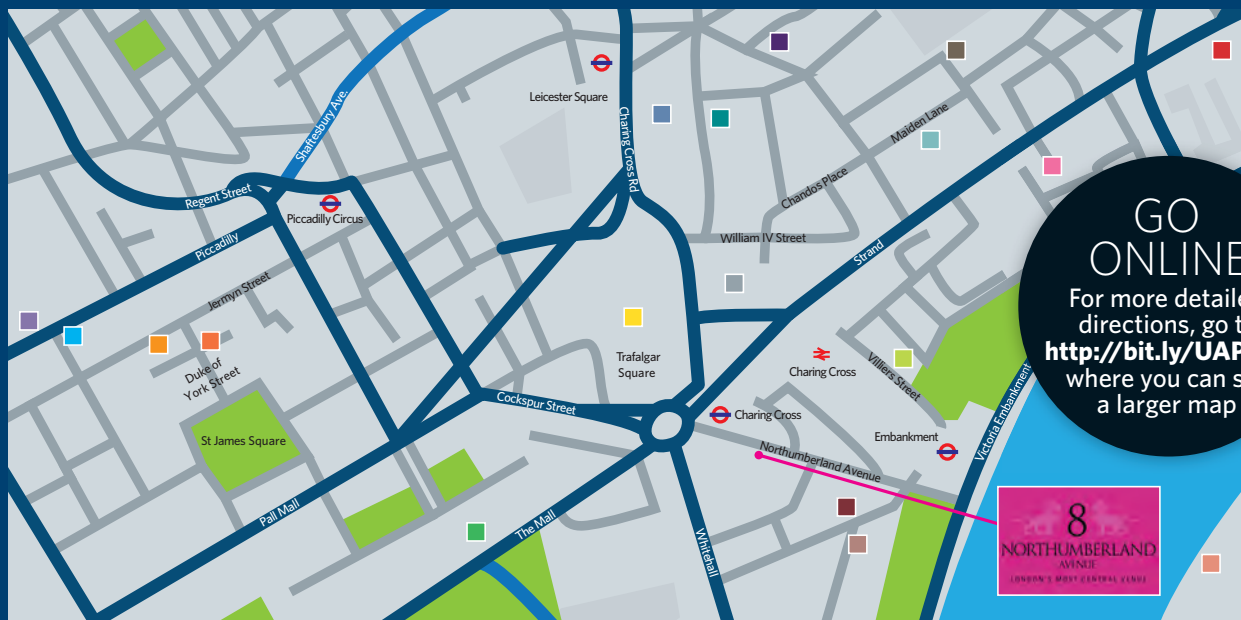 Leicester Square
Charing Cross Rd
Shaftesbury Ave.
Maiden Lane
Chandos Place
Regent Street
Piccadilly Circus
Piccadilly
William IV Street
Strand
Jermyn Street
Duke of
York Street
Trafalgar
Square
Charing Cross
Villiers Street
Cockspur Street
Charing Cross
St James Square
Northumberland Avenue
Embankment
Victoria Embankment
Pall Mall
The Mall
Whitehall
GO
ONLINE
For more detaile
directions, go t
http://bit.ly/UAP
where you can s
a larger map
8
NORTHUMBERLAND
AVENUE
LONDON'S MOST CENTRAL VENUE